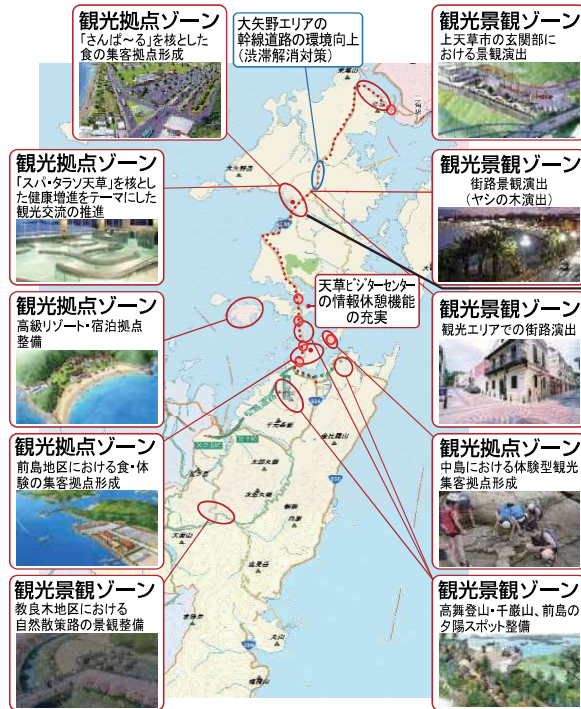 観光拠点ゾーン
「さんぱ～る」を核とした
食の集客拠点形成
大矢野エリアの
幹線道路の環境向上
(渋滞解消対策)
観光景観ゾーン
上天草市の玄関部に
おける景観演出
観光拠点ゾーン
「スパ・タラソ天草」を核とし
た健康増進をテーマにした
観光交流の推進
観光景観ゾーン
街路景観演出
(ヤシの木演出)
天草ビジターセンター
の情報休憩機能
の充実
観光拠点ゾーン
高級リゾート・宿泊拠点
整備
観光景観ゾーン
観光エリアでの街路演出
観光拠点ゾーン
前島地区における食・体
験の集客拠点形成
観光拠点ゾーン
中島における体験型観光
集客拠点形成
観光景観ゾーン
教良木地区における
自然散策路の景観整備
観光景観ゾーン
高舞登山・千巌山、前島の
夕陽スポット整備
大矢野島
次郎丸嶽
念珠岳